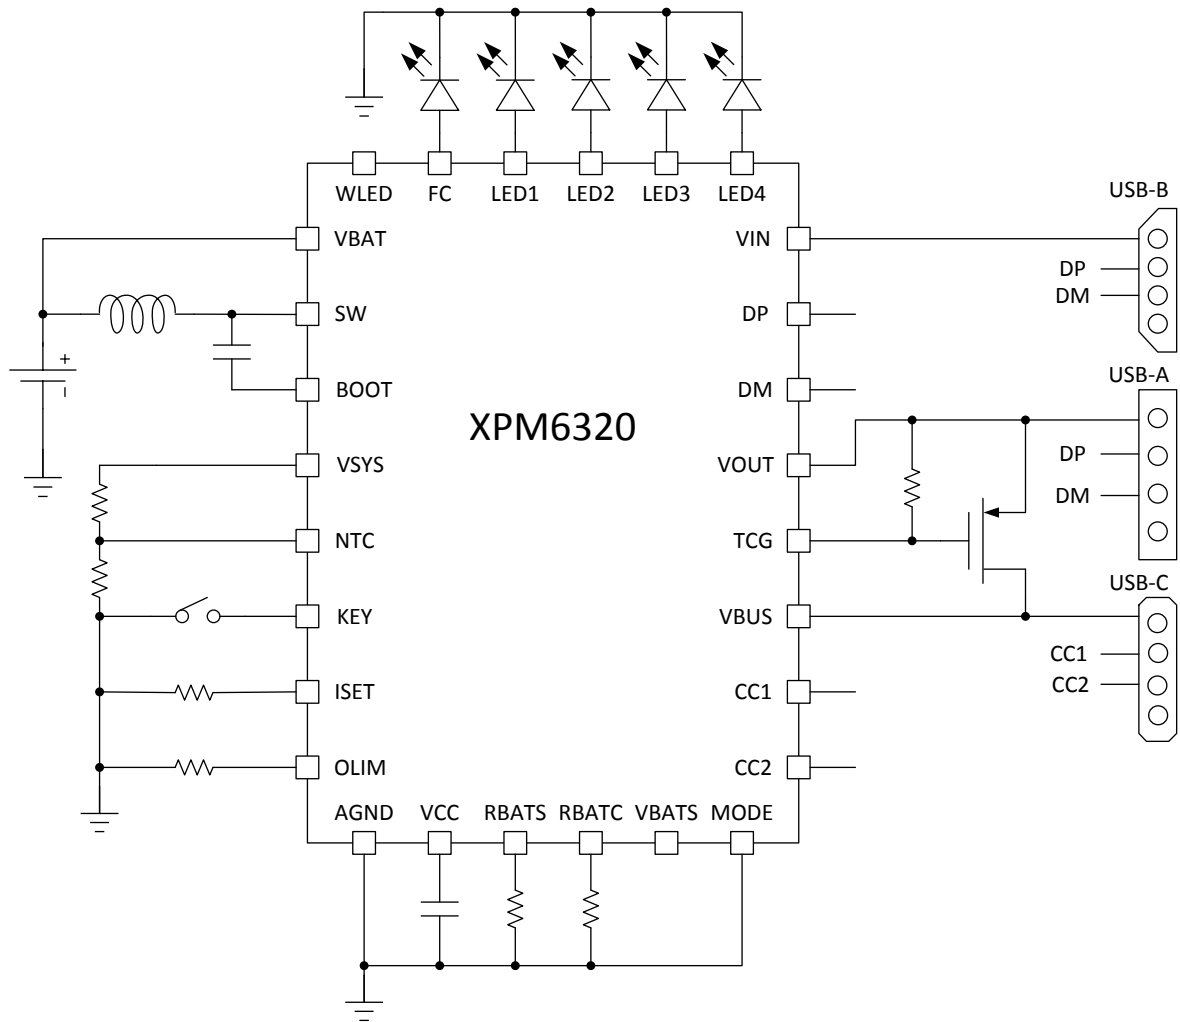 WLED FC LED1 LED2 LED3 LED4
USB-B
VBAT VIN
DP
DM
SW DP
+
-
BOOT DM
USB-A
XPM6320
VSYS VOUT
DP
DM
NTC TCG
USB-C
KEY VBUS
CC1
CC2
ISET CC1
OLIM CC2
AGND VCC RBATS RBATC VBATS MODE